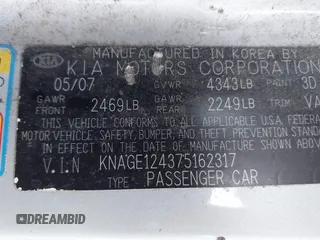 MANUFACTURED IN KOREA BY
KIA KIA MOTORS CORPORATION
05/07 GVWR 4343LB PAINT 3D
GAWR FRONT 2469LB GAWR REAR 2249LB TRIM VA
THIS VEHICLE CONFORMS TO ALL APPLICABLE U.S.A. FEDERAL
MOTOR VEHICLE SAFETY, BUMPER, AND THEFT PREVENTION STAND
IN EFFECT ON THE DATE OF MANUFACTURE SHOWN ABOVE.
V.I.N KNAGE124375162317
TYPE: PASSENGER CAR
DREAMBID